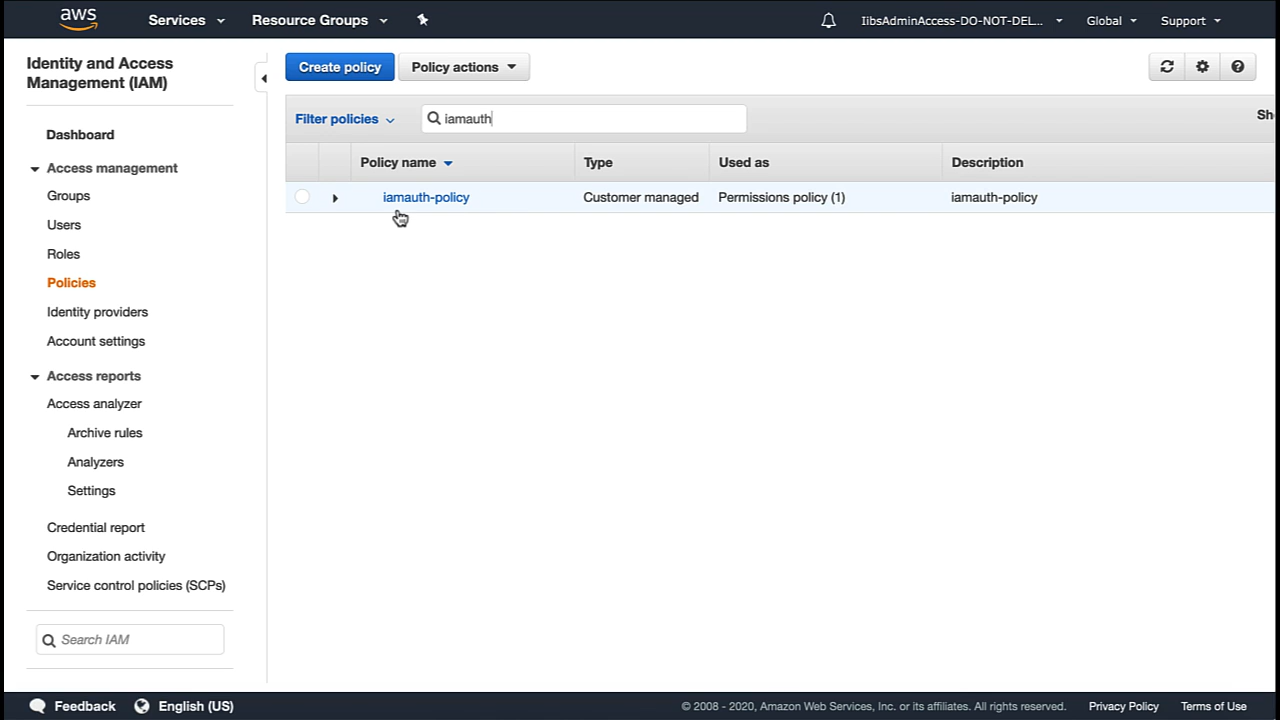 aws
Services
Resource Groups
IibsAdminAccess-DO-NOT-DEL...
Global
Support
Identity and Access
Management (IAM)
Dashboard
Access management
Groups
Users
Roles
Policies
Identity providers
Account settings
Access reports
Access analyzer
Archive rules
Analyzers
Settings
Credential report
Organization activity
Service control policies (SCPs)
Search IAM
Create policy
Policy actions
Filter policies
iamauth
Policy name
Type
Used as
Description
iamauth-policy
Customer managed
Permissions policy (1)
iamauth-policy
Feedback
English (US)
© 2008 - 2020, Amazon Web Services, Inc. or its affiliates. All rights reserved.
Privacy Policy
Terms of Use